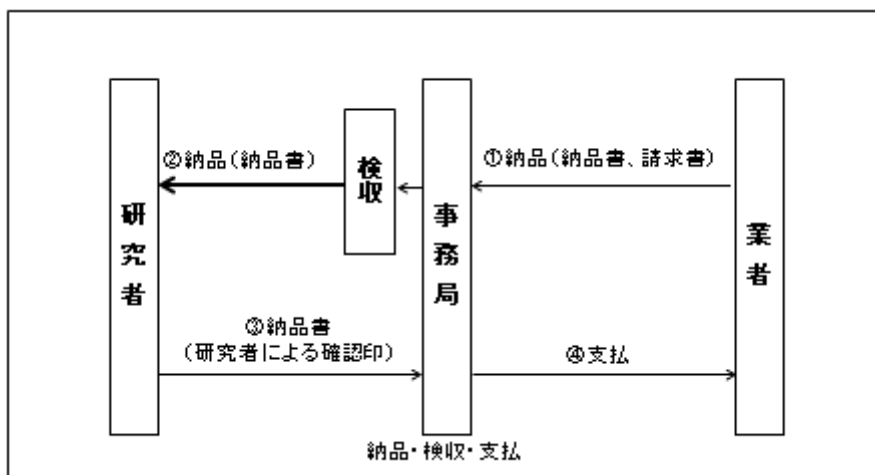 ①納品(納品書、請求書)
②納品(納品書)
検収
研究者
事務局
業者
③納品書
(研究者による確認印)
④支払
納品・検収・支払